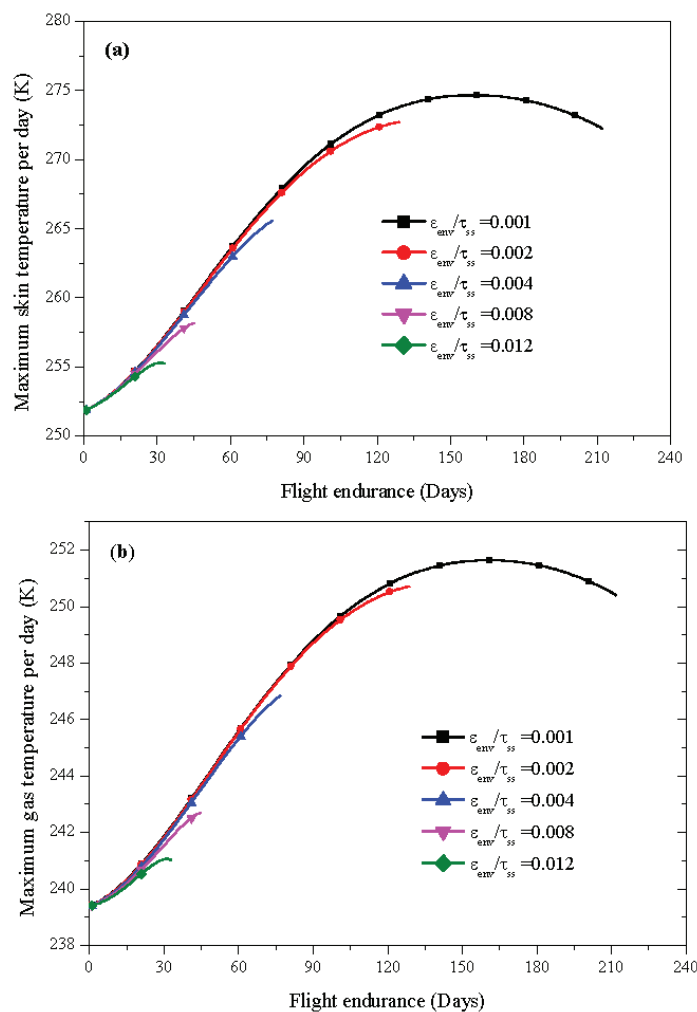 (a)
Maximum skin temperature per day (K)
280
275
270
265
260
255
250
ε_env/τ_ss =0.001
ε_env/τ_ss =0.002
ε_env/τ_ss =0.004
ε_env/τ_ss =0.008
ε_env/τ_ss =0.012
0 30 60 90 120 150 180 210 240
Flight endurance (Days)
(b)
Maximum gas temperature per day (K)
252
250
248
246
244
242
240
238
ε_env/τ_ss =0.001
ε_env/τ_ss =0.002
ε_env/τ_ss =0.004
ε_env/τ_ss =0.008
ε_env/τ_ss =0.012
0 30 60 90 120 150 180 210 240
Flight endurance (Days)